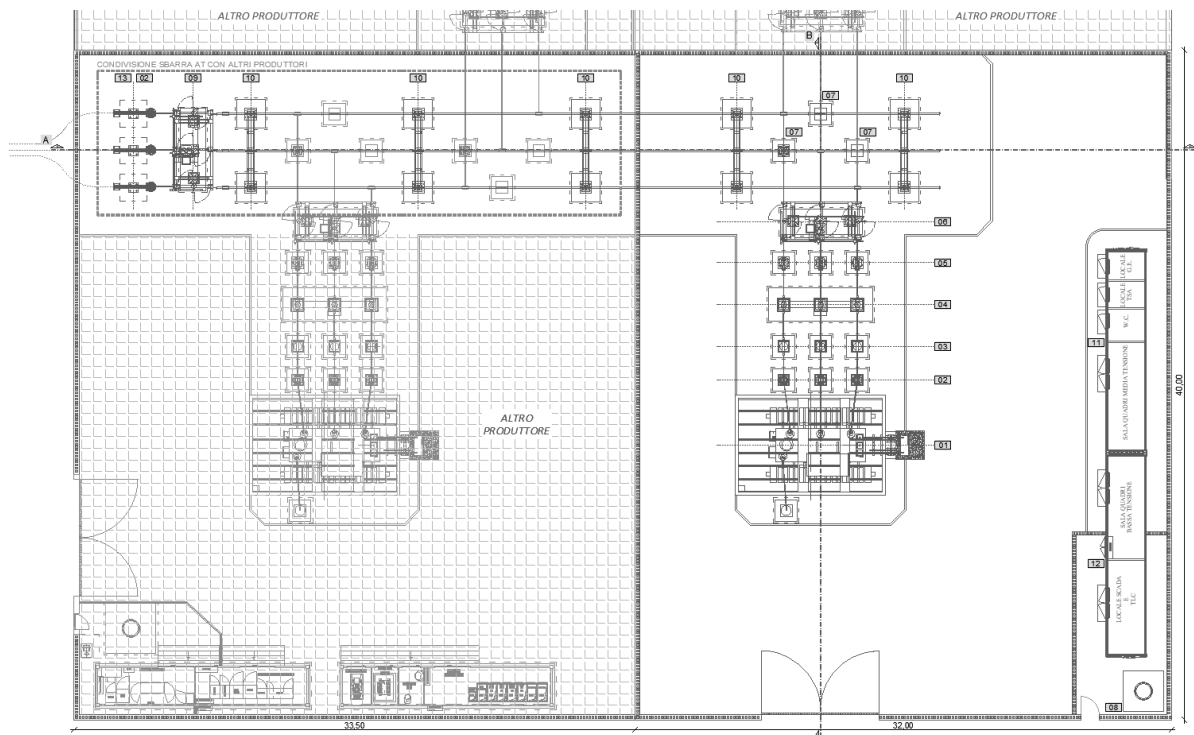 ALTRO PRODUTTORE
ALTRO PRODUTTORE
B
CONDIVISIONE SBARRA AT CON ALTRI PRODUTTORI
13
02
09
10
10
10
10
10
07
07
07
A
06
05
04
03
02
01
LOCALE
G.E.
LOCALE
TSA
W.C.
11
SALA QUADRI MEDIA TENSIONE
SALA QUADRI
BASSA TENSIONE
12
LOCALE SCADA
E
TLC
08
ALTRO
PRODUTTORE
40,00
33,50
32,00